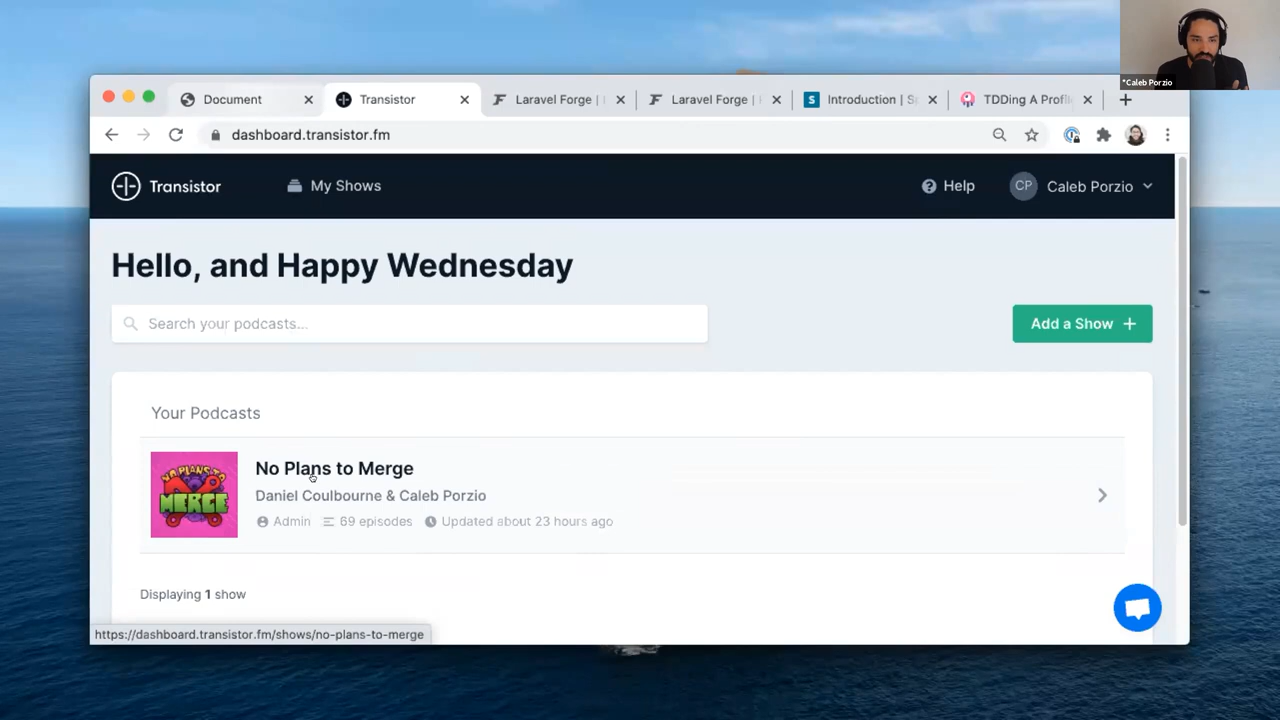 *Caleb Porzio
Document
Transistor
Laravel Forge |
Laravel Forge |
Introduction | S
TDDing A Profil
dashboard.transistor.fm
Transistor
My Shows
Help
CP
Caleb Porzio
Hello, and Happy Wednesday
Search your podcasts...
Add a Show
Your Podcasts
NO PLANS TO
MERGE
No Plans to Merge
Daniel Coulbourne & Caleb Porzio
Admin
69 episodes
Updated about 23 hours ago
Displaying 1 show
https://dashboard.transistor.fm/shows/no-plans-to-merge